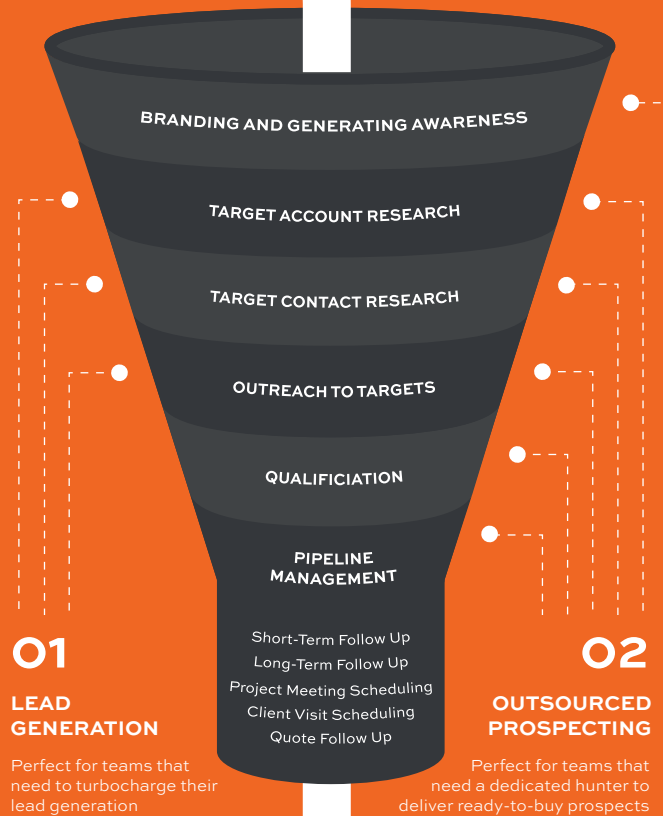 BRANDING AND GENERATING AWARENESS
TARGET ACCOUNT RESEARCH
TARGET CONTACT RESEARCH
OUTREACH TO TARGETS
QUALIFICIATION
PIPELINE
MANAGEMENT
Short-Term Follow Up
Long-Term Follow Up
Project Meeting Scheduling
Client Visit Scheduling
Quote Follow Up
01
LEAD
GENERATION
Perfect for teams that
need to turbocharge their
lead generation
02
OUTSOURCED
PROSPECTING
Perfect for teams that
need a dedicated hunter to
deliver ready-to-buy prospects